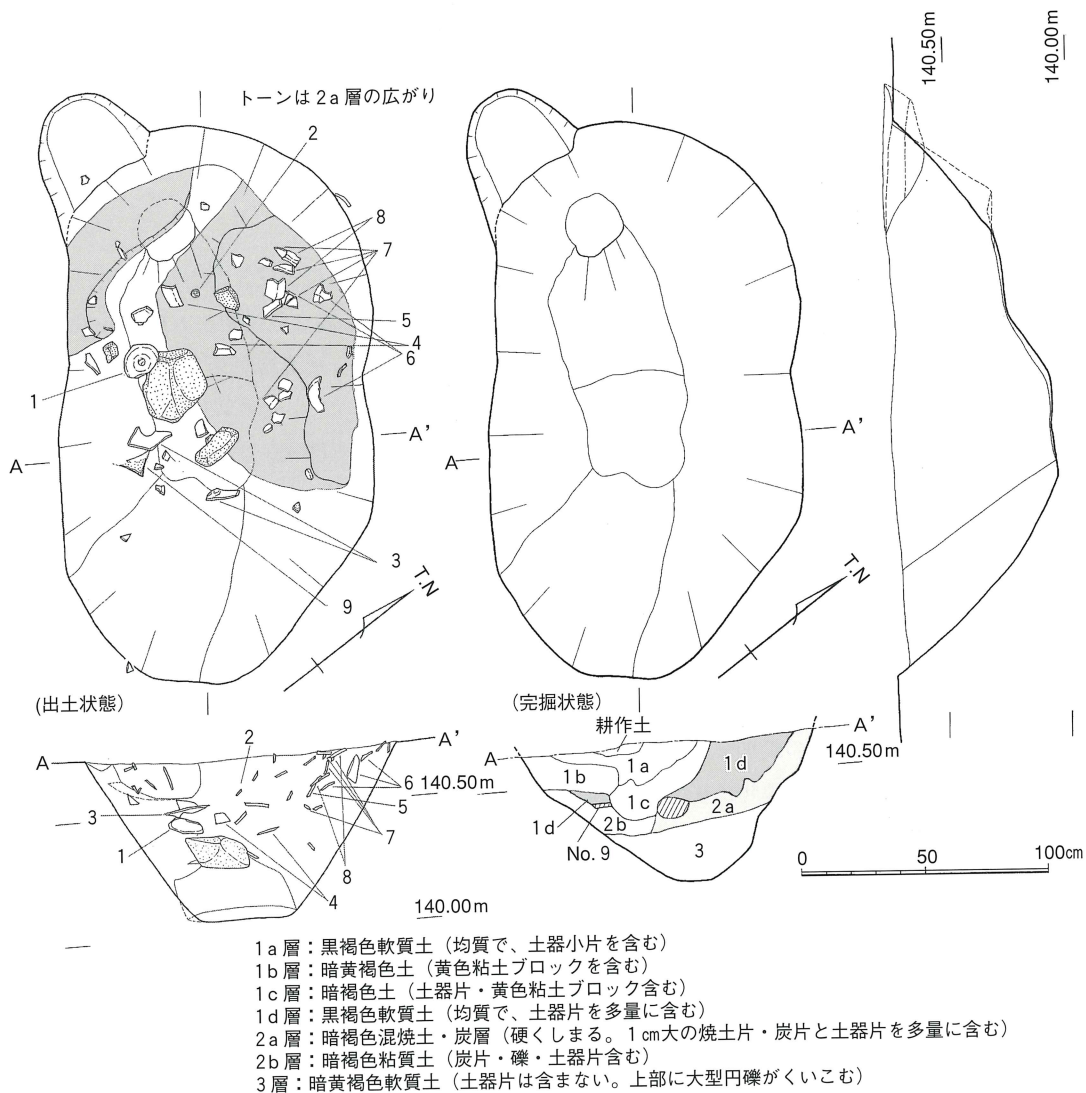 140.50m
140.00m
トーンは2a層の広がり
2
8
7
5
4
6
1
A
A'
3
9
T.N
A
A'
T.N
(出土状態)
(完掘状態)
耕作土
A
A'
2
6
140.50m
5
7
3
1
8
4
140.00m
A
A'
140.50m
1a
1d
1b
1c
2a
1d
2b
No. 9
3
0 50 100cm
1a層：黒褐色軟質土（均質で、土器小片を含む）
1b層：暗黄褐色土（黄色粘土ブロックを含む）
1c層：暗褐色土（土器片・黄色粘土ブロック含む）
1d層：黒褐色軟質土（均質で、土器片を多量に含む）
2a層：暗褐色混焼土・炭層（硬くしまる。1㎝大の焼土片・炭片と土器片を多量に含む）
2b層：暗褐色粘質土（炭片・礫・土器片含む）
3層：暗黄褐色軟質土（土器片は含まない。上部に大型円礫がくいこむ）